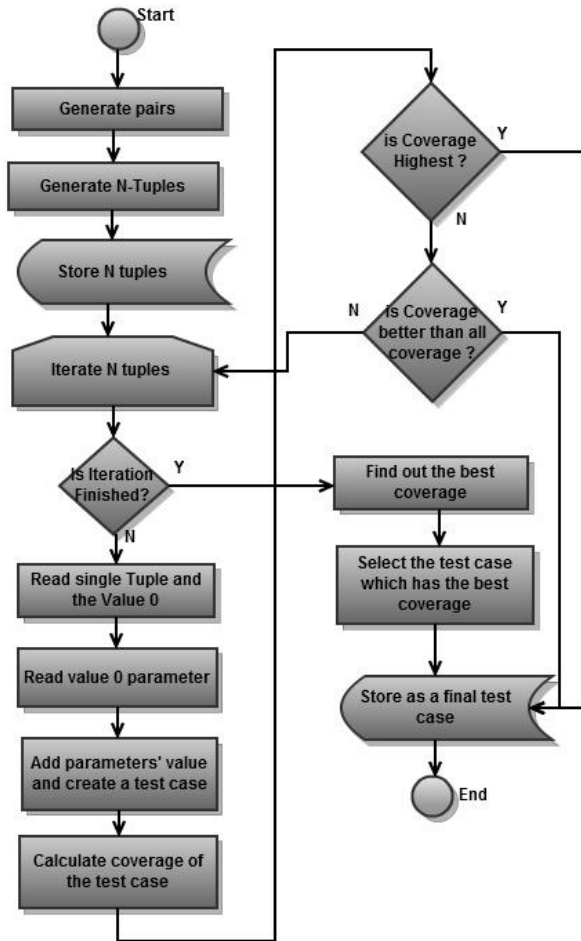 Start
Generate pairs
Generate N-Tuples
Store N tuples
Iterate N tuples
Is Iteration
Finished?
Y
N
Read single Tuple and
the Value 0
Read value 0 parameter
Add parameters' value
and create a test case
Calculate coverage of
the test case
is Coverage
Highest ?
Y
N
is Coverage
better than all
coverage ?
N
Y
Find out the best
coverage
Select the test case
which has the best
coverage
Store as a final test
case
End